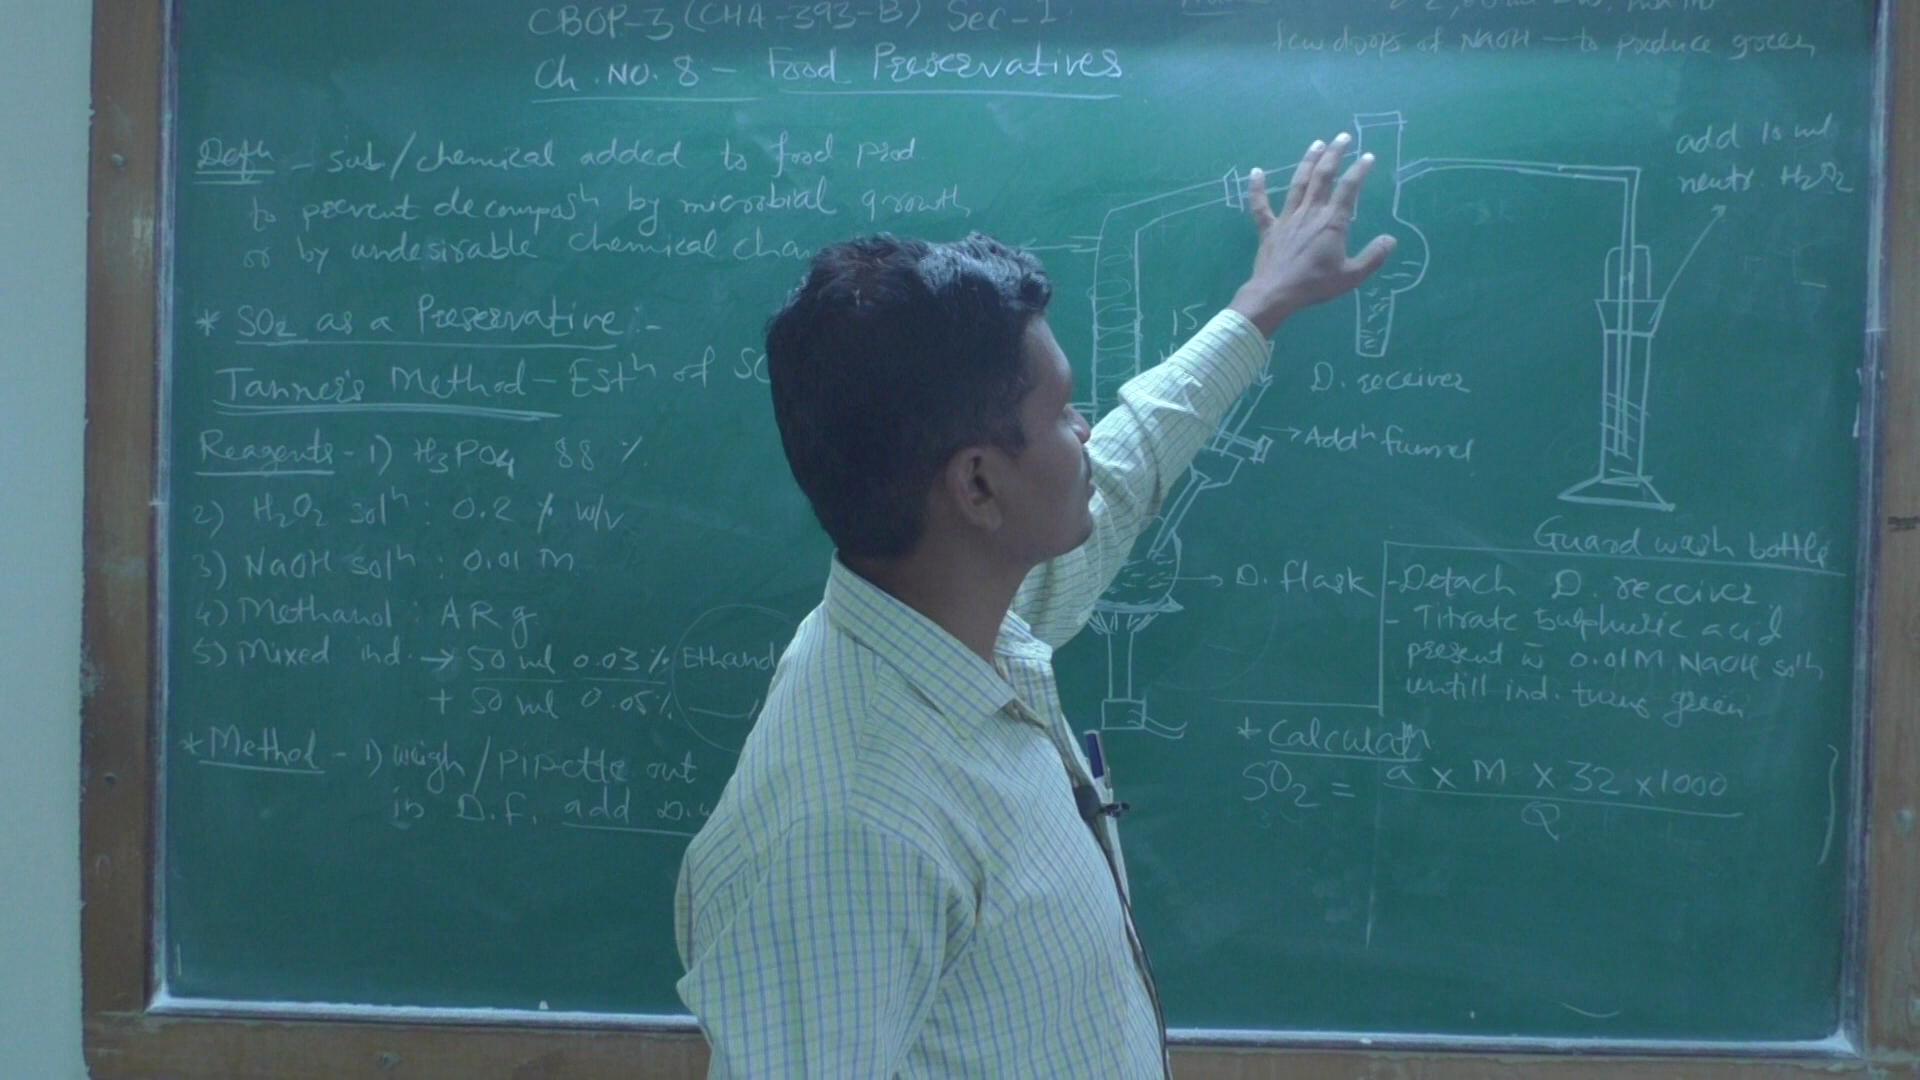 CBOP-3 (CHA-393-B) Sec-I
Ch. No. 8 - Food Preservatives
Defn - sub/chemical added to food prod.
to prevent decomposn by microbial growth
or by undesirable chemical chan
* SO2 as a Preservative :-
Tanner's Method - Estn of SO
Reagents - 1) H3PO4 88 %
2) H2O2 soln : 0.2 % w/v
3) NaOH soln : 0.01 M
4) Methanol : A R g.
5) Mixed ind. → 50 ml 0.03 % Ethanol
+ 50 ml 0.05%
* Method - 1) weigh / Pipette out
in D.F. add
few drops of NaOH - to produce green
add 10 ml
neutr. H2O2
15
D. receiver
→ Addn funnel
D. flask
Guard wash bottle
- Detach D. receiver
- Titrate Sulphuric acid
present w̄ 0.01M NaOH soln
untill ind. turns green
* Calculatn
SO2 = a x M x 32 x 1000
Q